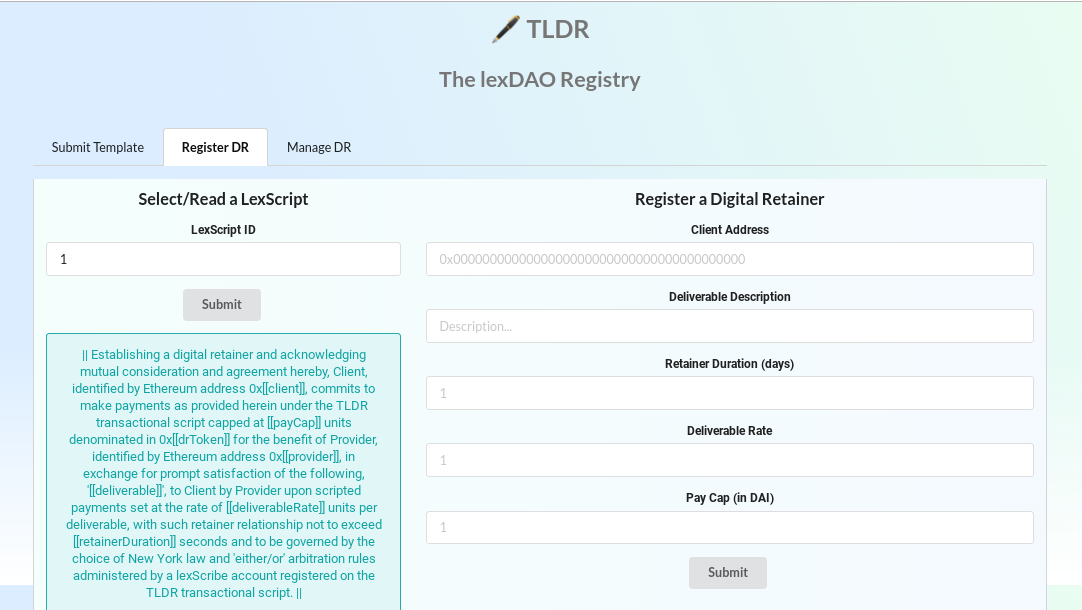 TLDR
The lexDAO Registry
Submit Template
Register DR
Manage DR
Select/Read a LexScript
LexScript ID
1
Submit
|| Establishing a digital retainer and acknowledging
mutual consideration and agreement hereby, Client,
identified by Ethereum address 0x[[client]], commits to
make payments as provided herein under the TLDR
transactional script capped at [[payCap]] units
denominated in 0x[[drToken]] for the benefit of Provider,
identified by Ethereum address 0x[[provider]], in
exchange for prompt satisfaction of the following,
'[[deliverable]]', to Client by Provider upon scripted
payments set at the rate of [[deliverableRate]] units per
deliverable, with such retainer relationship not to exceed
[[retainerDuration]] seconds and to be governed by the
choice of New York law and 'either/or' arbitration rules
administered by a lexScribe account registered on the
TLDR transactional script. ||
Register a Digital Retainer
Client Address
0x0000000000000000000000000000000000000000
Deliverable Description
Description...
Retainer Duration (days)
1
Deliverable Rate
1
Pay Cap (in DAI)
1
Submit